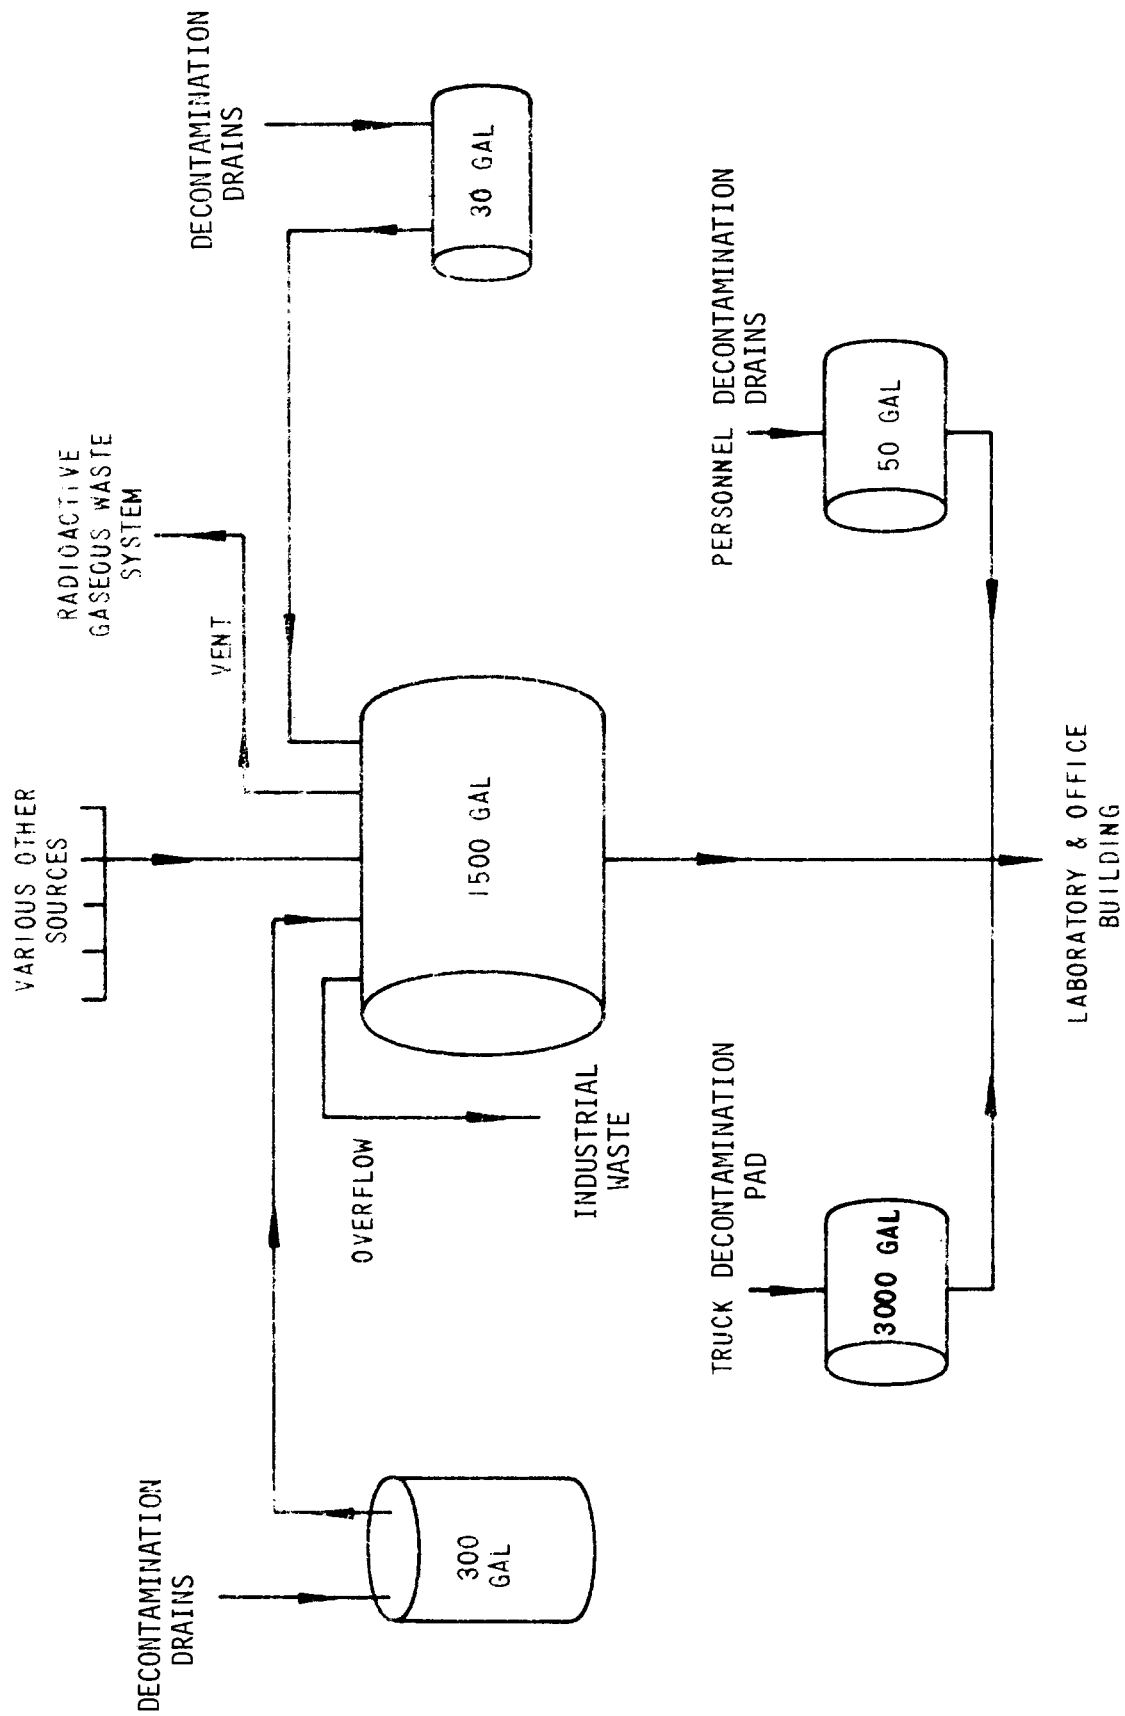 VARIOUS OTHER
SOURCES
RADIOACTIVE
GASEOUS WASTE
SYSTEM
DECONTAMINATION
DRAINS
VENT
DECONTAMINATION
DRAINS
300
GAL
OVERFLOW
1500 GAL
30 GAL
INDUSTRIAL
WASTE
TRUCK DECONTAMINATION
PAD
PERSONNEL DECONTAMINATION
DRAINS
3000 GAL
50 GAL
LABORATORY & OFFICE
BUILDING